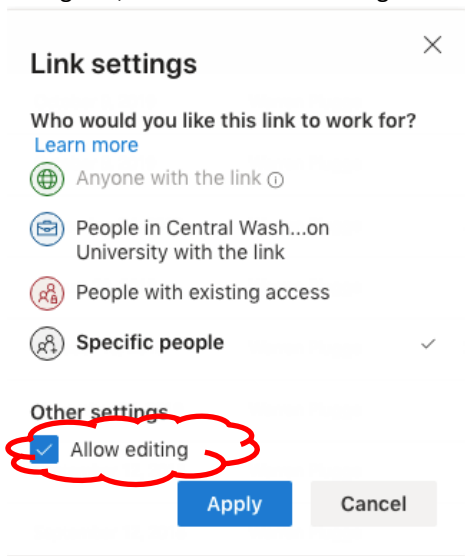 Link settings
Who would you like this link to work for?
Learn more
Anyone with the link
People in Central Wash...on
University with the link
People with existing access
Specific people
Other settings
Allow editing
Apply
Cancel